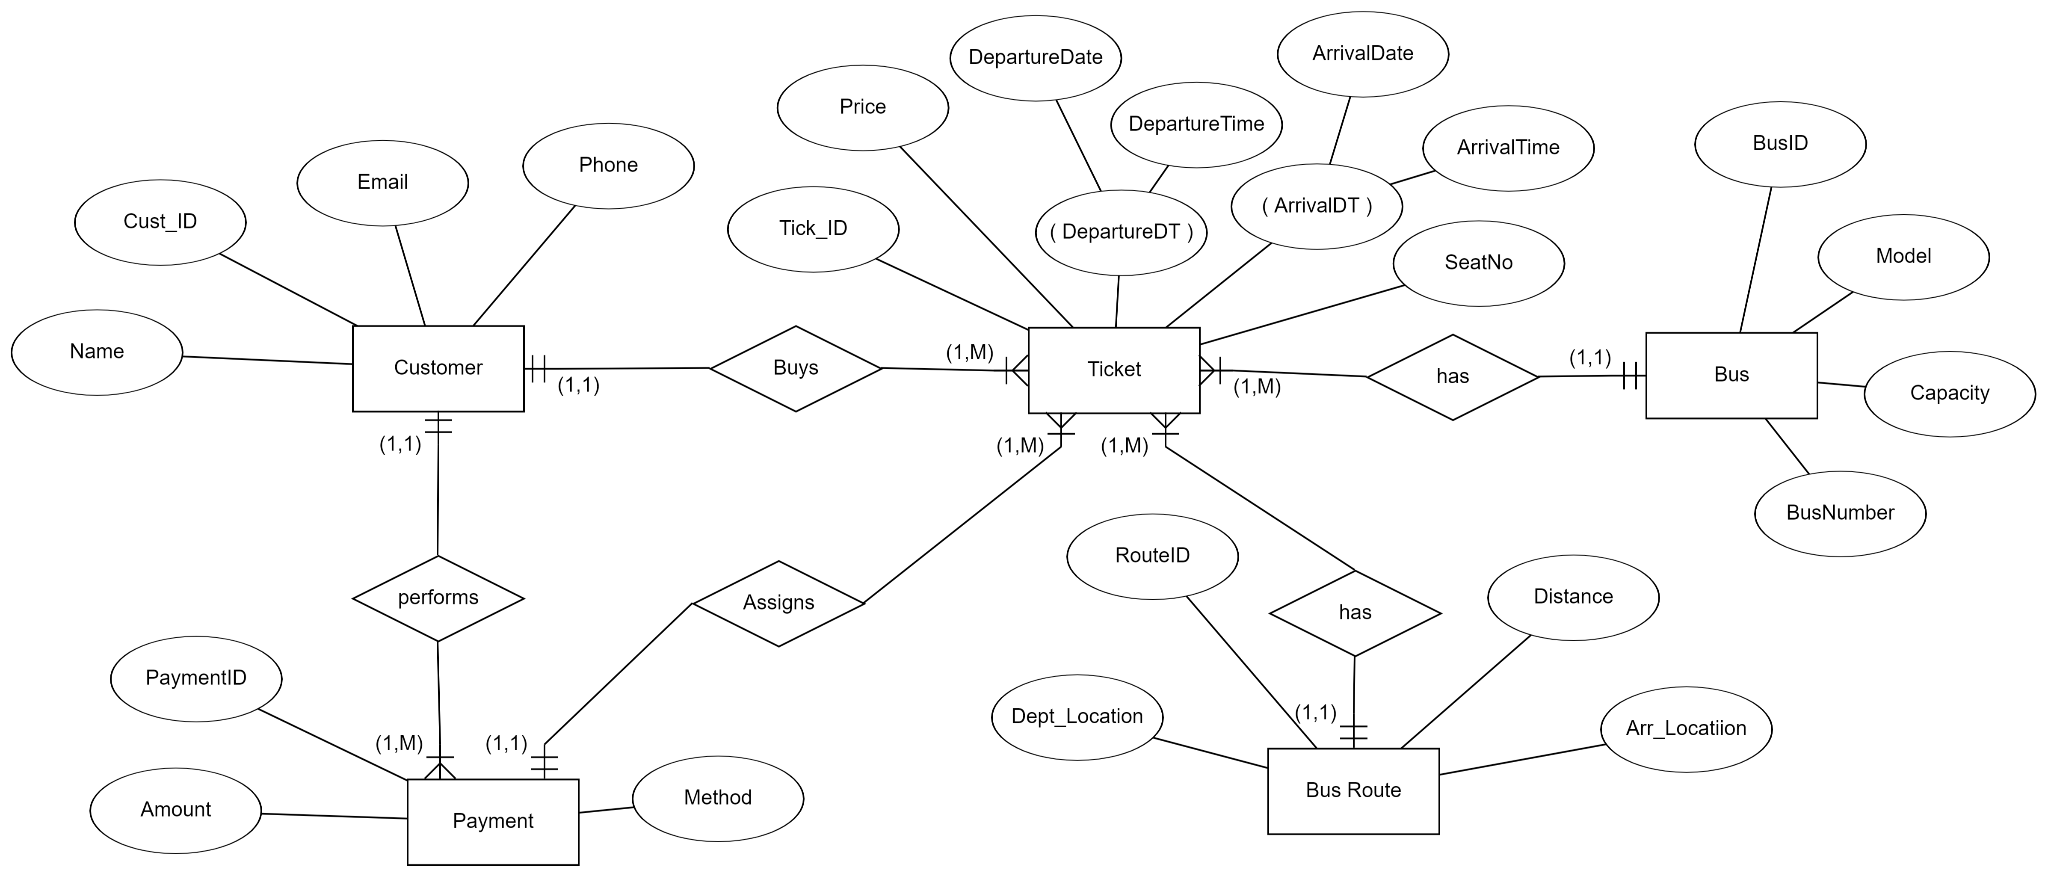 DepartureDate
ArrivalDate
Price
DepartureTime
ArrivalTime
BusID
Phone
Email
Cust_ID
Tick_ID
( DepartureDT )
( ArrivalDT )
SeatNo
Model
Name
Customer
(1,1)
Buys
(1,M)
Ticket
(1,M)
has
(1,1)
Bus
Capacity
(1,1)
(1,M)
(1,M)
BusNumber
RouteID
performs
Assigns
has
Distance
PaymentID
Dept_Location
(1,1)
Arr_Locatiion
(1,M)
(1,1)
Amount
Payment
Method
Bus Route